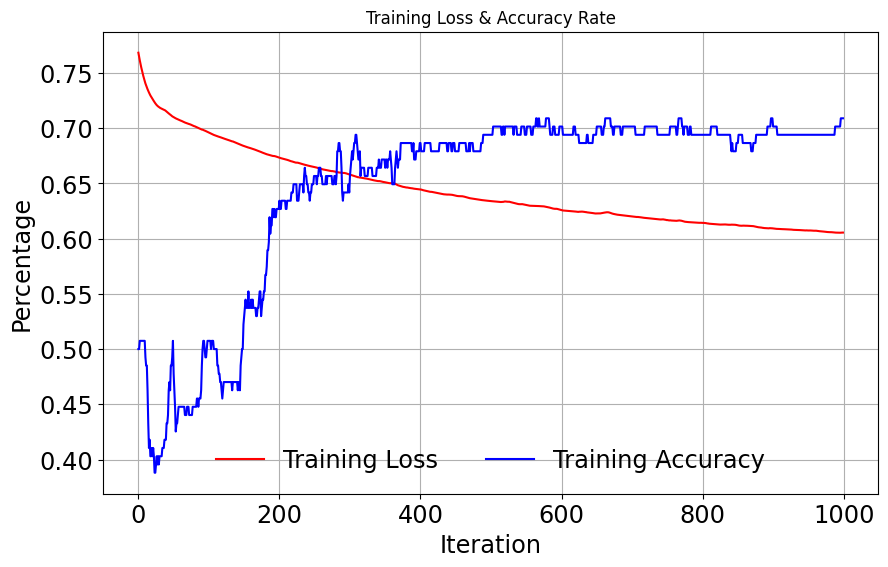 Training Loss & Accuracy Rate
Percentage
0.75
0.70
0.65
0.60
0.55
0.50
0.45
0.40
Training Loss
Training Accuracy
0 200 400 600 800 1000
Iteration